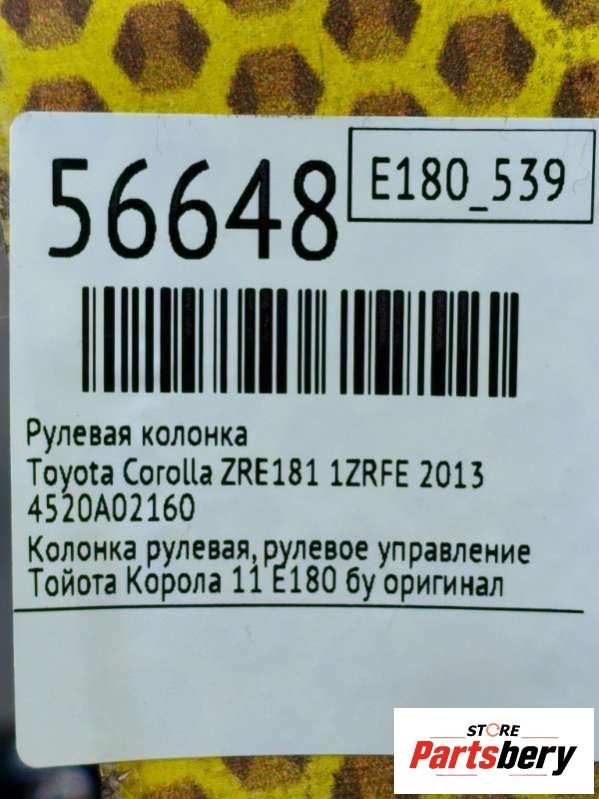 56648
E180_539
Рулевая колонка
Toyota Corolla ZRE181 1ZRFE 2013
4520A02160
Колонка рулевая, рулевое управление
Тойота Корола 11 Е180 бу оригинал
STORE
Partsbery